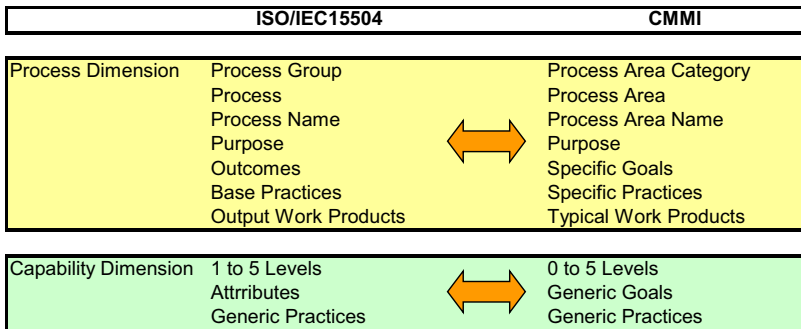 ISO/IEC15504 CMMI
Process Dimension Process Group Process Area Category
Process Process Area
Process Name Process Area Name
Purpose Purpose
Outcomes Specific Goals
Base Practices Specific Practices
Output Work Products Typical Work Products
Capability Dimension 1 to 5 Levels 0 to 5 Levels
Attrributes Generic Goals
Generic Practices Generic Practices